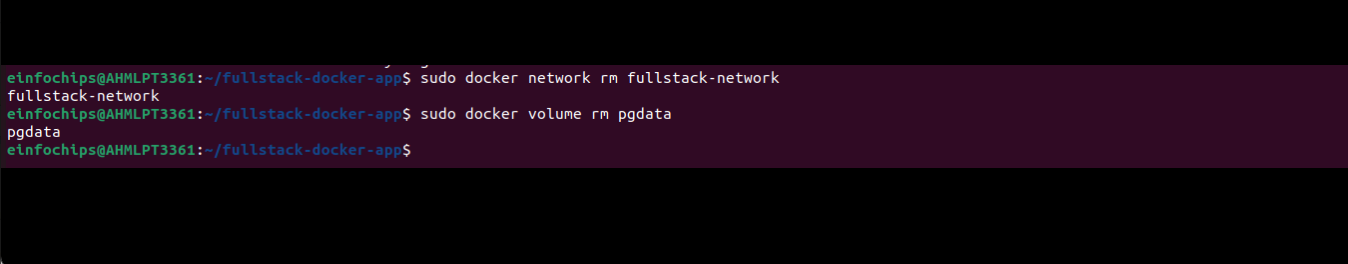 einfochips@AHMLPT3361:~/fullstack-docker-app$ sudo docker network rm fullstack-network
fullstack-network
einfochips@AHMLPT3361:~/fullstack-docker-app$ sudo docker volume rm pgdata
pgdata
einfochips@AHMLPT3361:~/fullstack-docker-app$